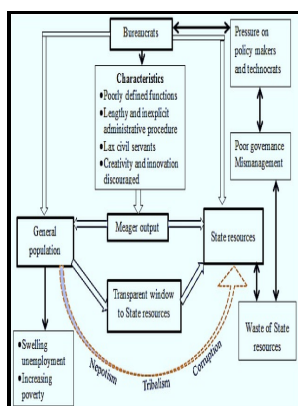 Bureaucrats
Pressure on
policy makers
and technocrats
Characteristics
•Poorly defined functions
•Lengthy and inexplicit
administrative procedure
•Lax civil servants
•Creativity and innovation
discouraged
Poor governance
Mismanagement
General
population
Meager output
State resources
Transparent window
to State resources
•Swelling
unemployment
•Increasing
poverty
Nepotism
Tribalism
Corruption
Waste of State
resources